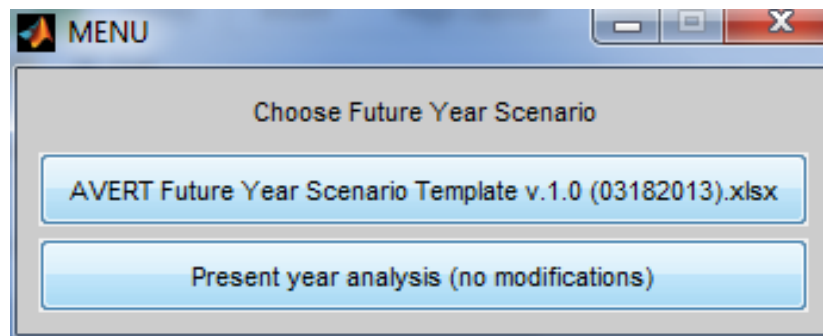 MENU
Choose Future Year Scenario
AVERT Future Year Scenario Template v.1.0 (03182013).xlsx
Present year analysis (no modifications)